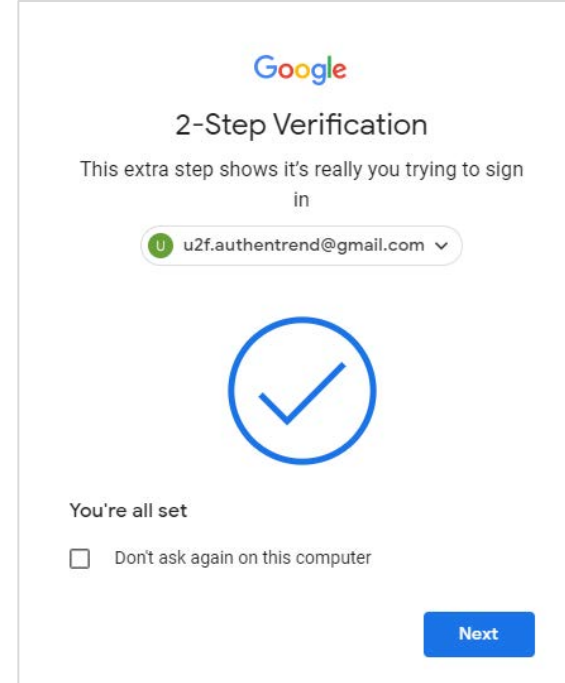 Google
2-Step Verification
This extra step shows it's really you trying to sign
in
U u2f.authentrend@gmail.com
You're all set
Don't ask again on this computer
Next